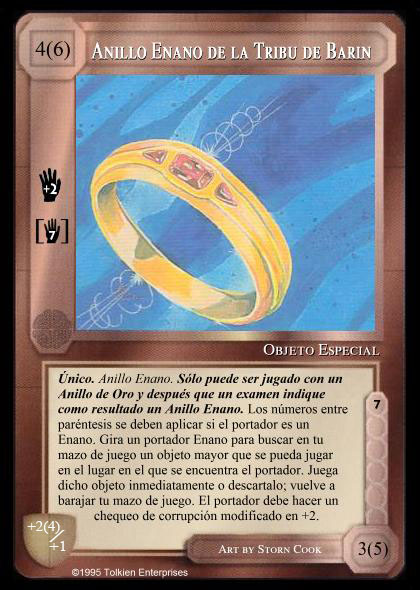 4(6)
Anillo Enano de la Tribu de Barin
+2
[7]
Objeto Especial
Único. Anillo Enano. Sólo puede ser jugado con un
Anillo de Oro y después que un examen indique
como resultado un Anillo Enano. Los números entre
paréntesis se deben aplicar si el portador es un
Enano. Gira un portador Enano para buscar en tu
mazo de juego un objeto mayor que se pueda jugar
en el lugar en el que se encuentra el portador. Juega
dicho objeto inmediatamente o descartalo; vuelve a
barajar tu mazo de juego. El portador debe hacer un
chequeo de corrupción modificado en +2.
7
+2(4)
+1
Art by Storn Cook
3(5)
©1995 Tolkien Enterprises